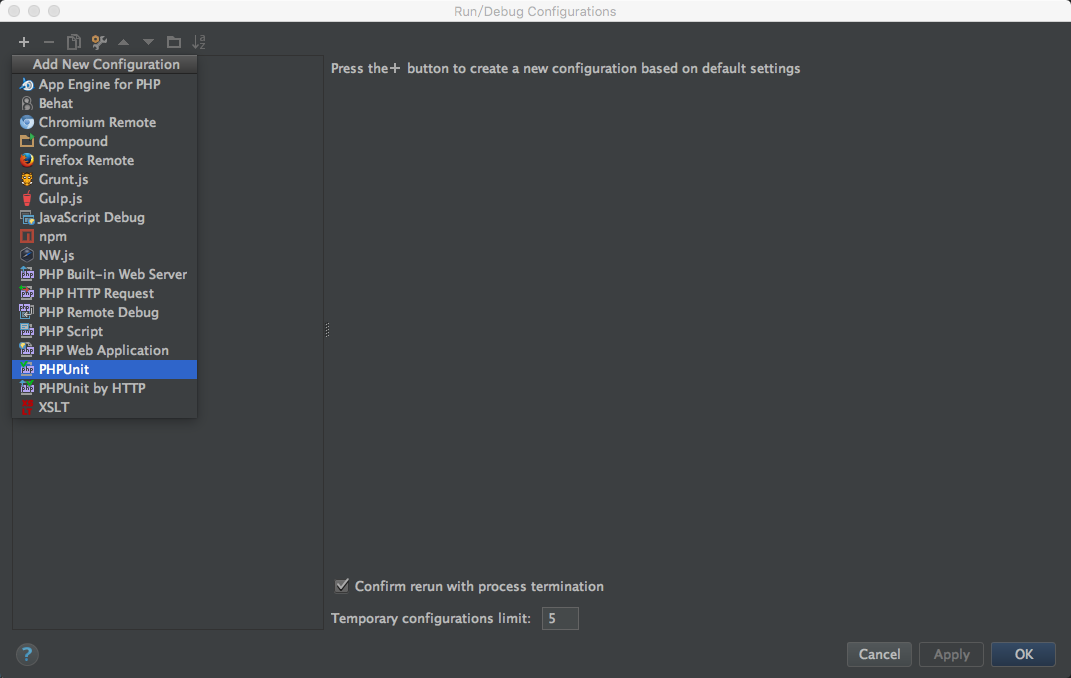 Run/Debug Configurations
Add New Configuration
App Engine for PHP
Behat
Chromium Remote
Compound
Firefox Remote
Grunt.js
Gulp.js
JavaScript Debug
npm
NW.js
PHP Built-in Web Server
PHP HTTP Request
PHP Remote Debug
PHP Script
PHP Web Application
PHPUnit
PHPUnit by HTTP
XSLT
Press the+ button to create a new configuration based on default settings
Confirm rerun with process termination
Temporary configurations limit: 5
? Cancel Apply OK